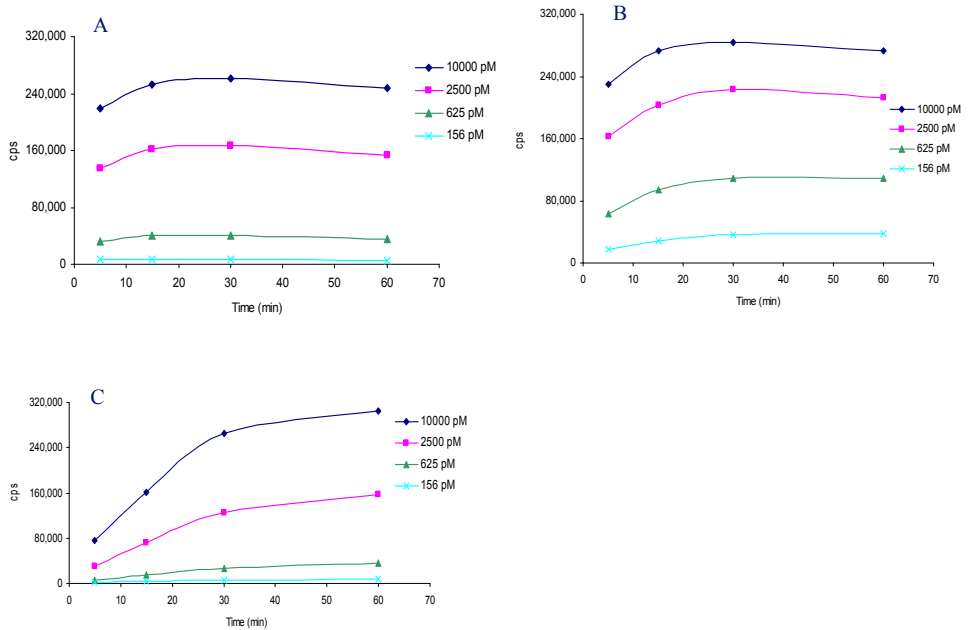 A
320,000
240,000
160,000
80,000
0
cps
0 10 20 30 40 50 60 70
Time (min)
10000 pM
2500 pM
625 pM
156 pM
B
320,000
240,000
160,000
80,000
0
cps
0 10 20 30 40 50 60 70
Time (min)
10000 pM
2500 pM
625 pM
156 pM
C
320,000
240,000
160,000
80,000
0
cps
0 10 20 30 40 50 60 70
Time (min)
10000 pM
2500 pM
625 pM
156 pM